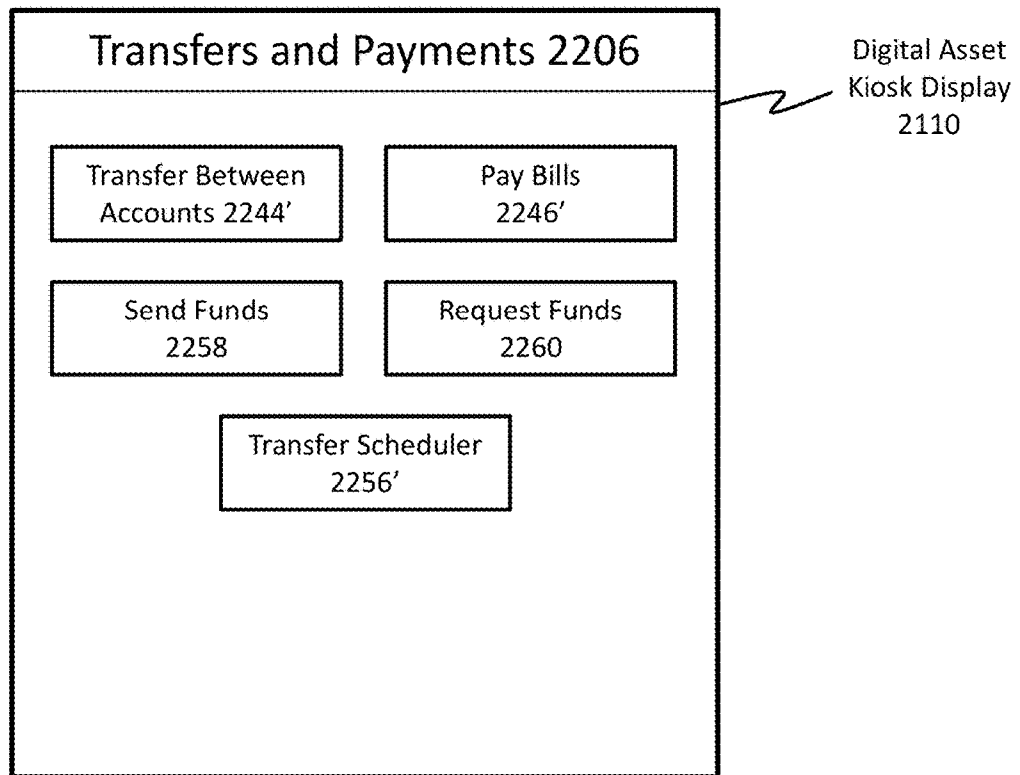 Transfers and Payments 2206
Digital Asset
Kiosk Display
2110
Transfer Between
Accounts 2244’
Pay Bills
2246’
Send Funds
2258
Request Funds
2260
Transfer Scheduler
2256’